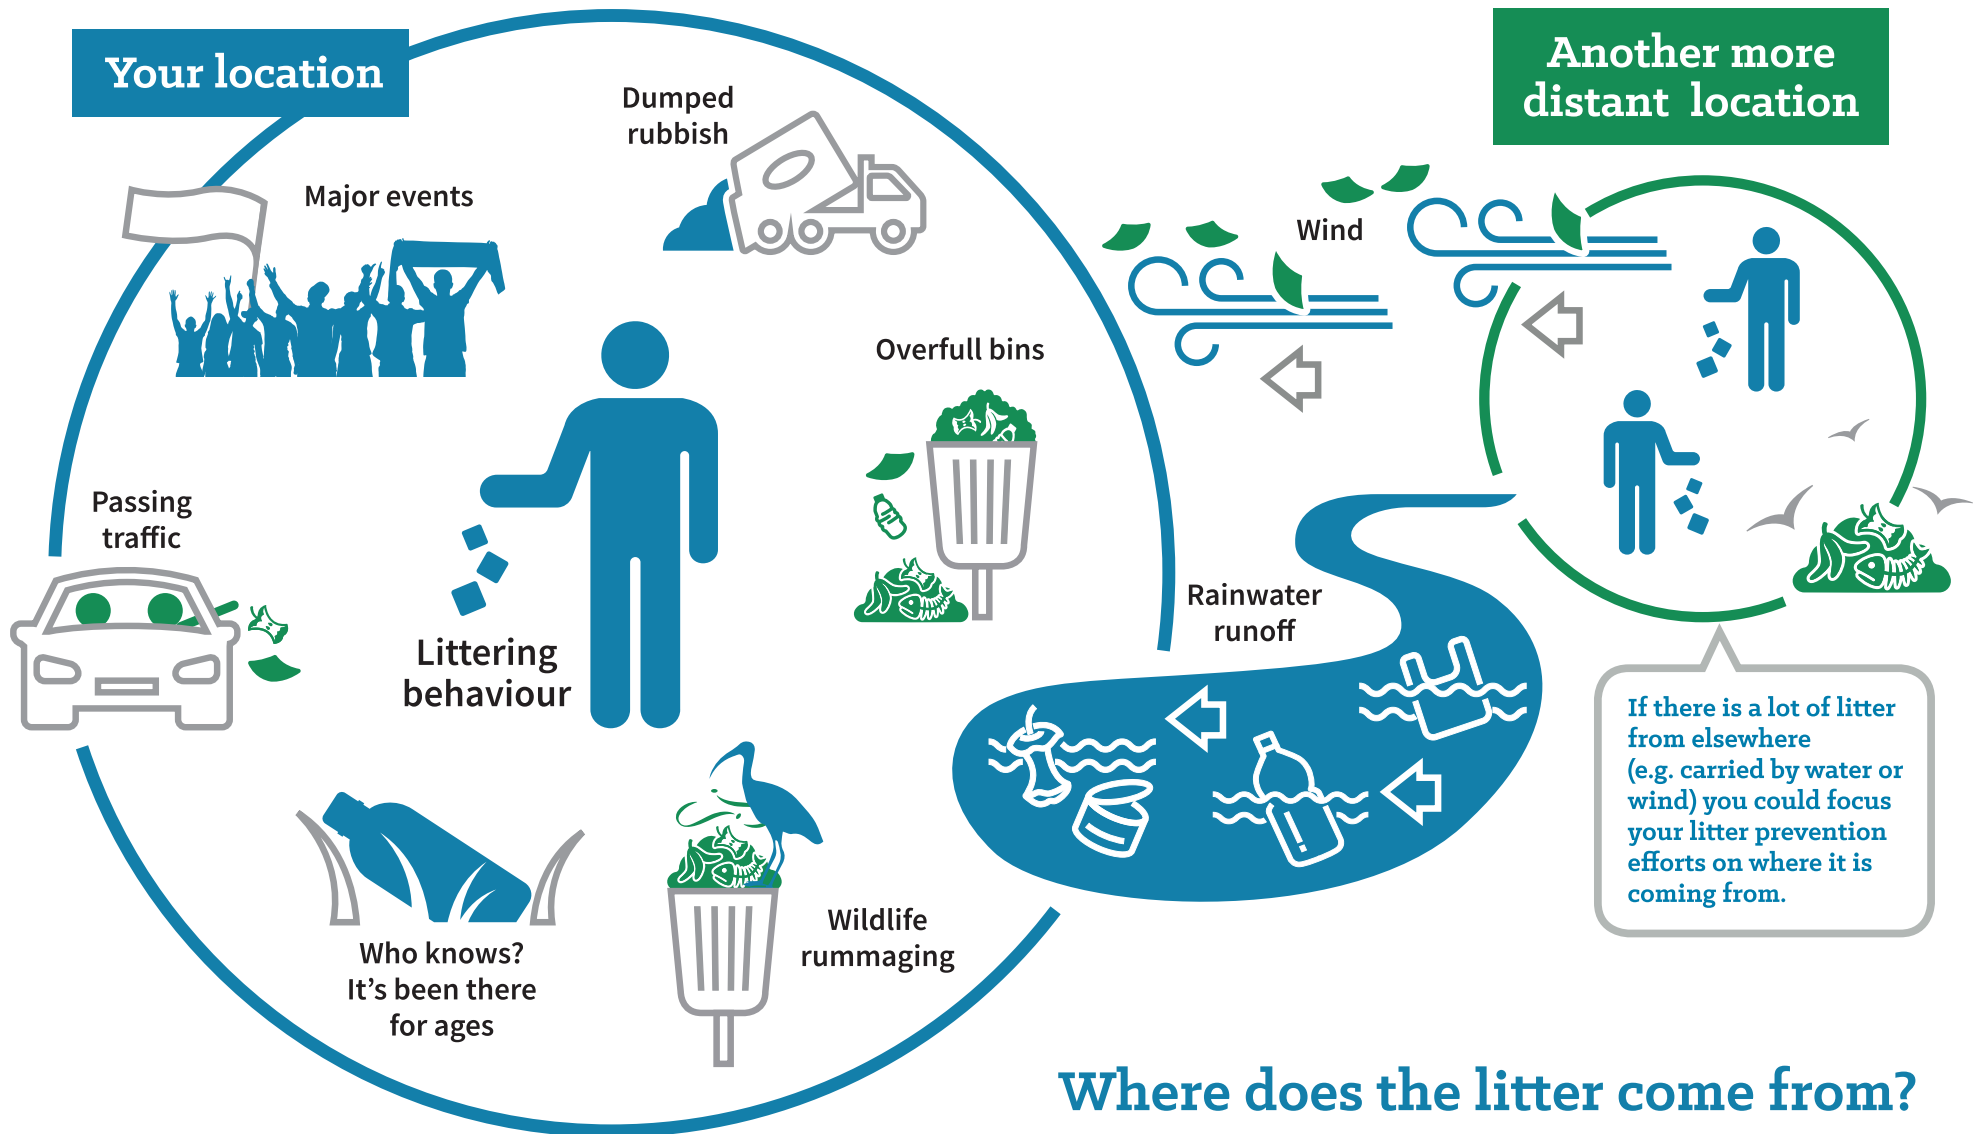 Your location
Another more
distant location
Dumped
rubbish
Major events
Wind
Overfull bins
Passing
traffic
Rainwater
runoff
Littering
behaviour
If there is a lot of litter
from elsewhere
(e.g. carried by water or
wind) you could focus
your litter prevention
efforts on where it is
coming from.
Wildlife
rummaging
Who knows?
It’s been there
for ages
Where does the litter come from?